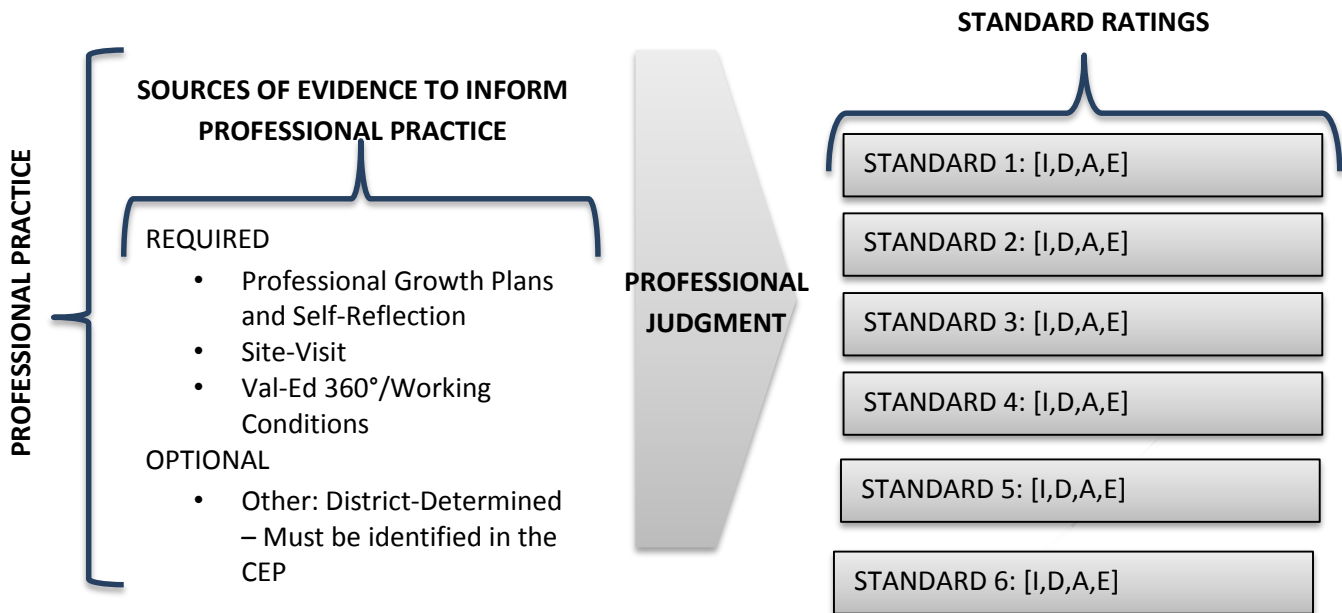 PROFESSIONAL PRACTICE
SOURCES OF EVIDENCE TO INFORM
PROFESSIONAL PRACTICE
REQUIRED
• Professional Growth Plans
and Self-Reflection
• Site-Visit
• Val-Ed 360°/Working
Conditions
OPTIONAL
• Other: District-Determined
– Must be identified in the
CEP
PROFESSIONAL
JUDGMENT
STANDARD RATINGS
STANDARD 1: [I,D,A,E]
STANDARD 2: [I,D,A,E]
STANDARD 3: [I,D,A,E]
STANDARD 4: [I,D,A,E]
STANDARD 5: [I,D,A,E]
STANDARD 6: [I,D,A,E]